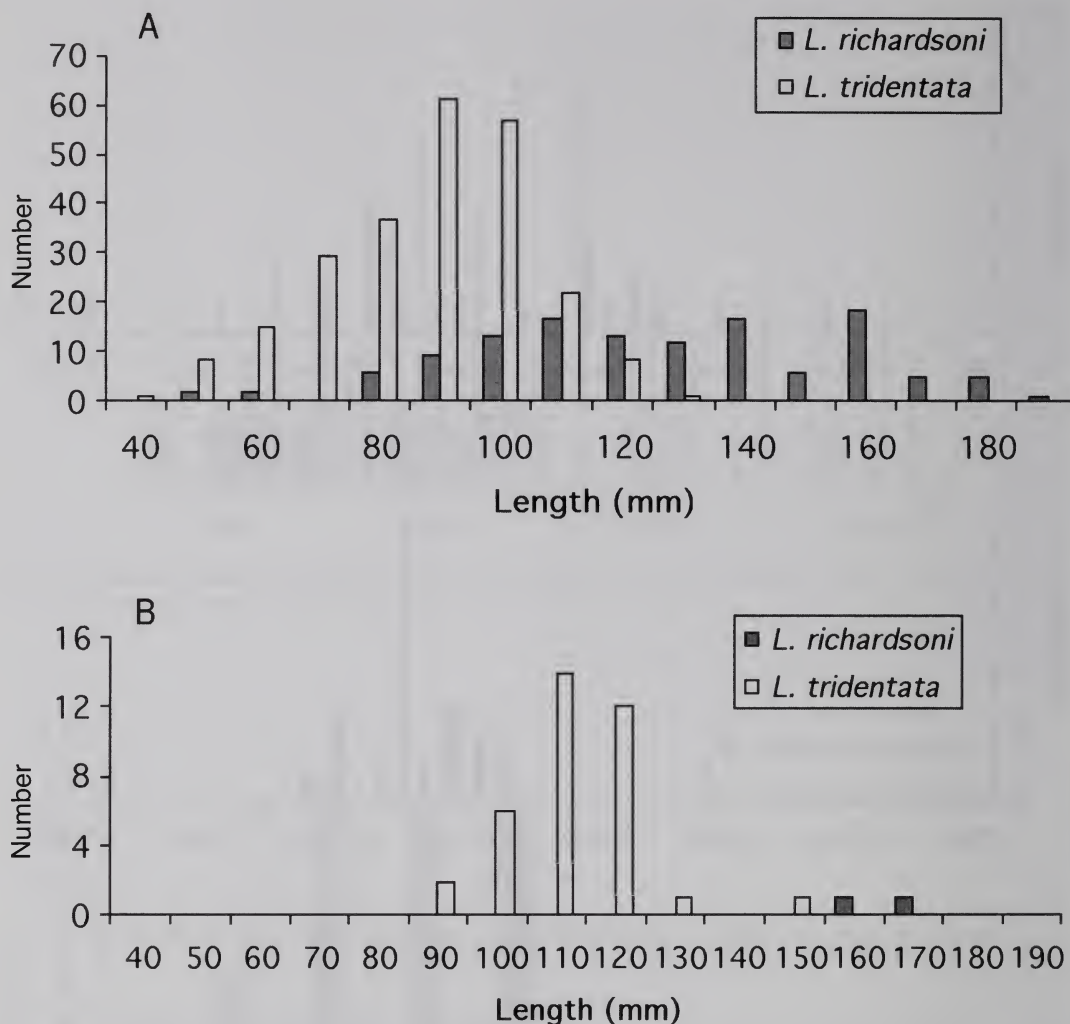 A
L. richardsoni
L. tridentata
70
60
50
40
30
20
10
0
Number
40 60 80 100 120 140 160 180
Length (mm)
B
L. richardsoni
L. tridentata
16
12
8
4
0
Number
40 50 60 70 80 90 100 110 120 130 140 150 160 170 180 190
Length (mm)